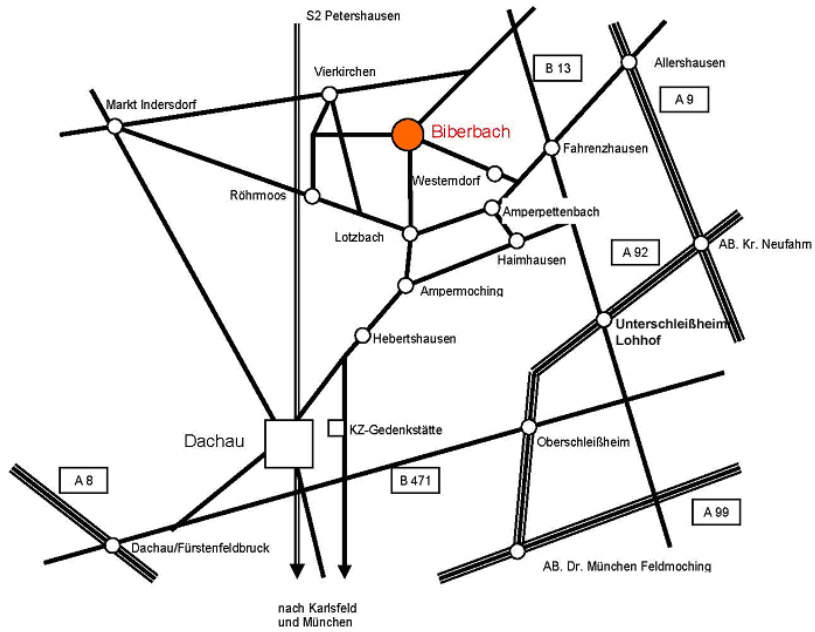 S2 Petershausen
B 13
Allershausen
Vierkirchen
A 9
Markt Indersdorf
Biberbach
Fahrenzhausen
Westerndorf
Röhrmoos
Amperpettenbach
Lotzbach
A 92
AB. Kr. Neufahrn
Haimhausen
Ampermoching
Unterschleißheim
Lohhof
Hebertshausen
Dachau
KZ-Gedenkstätte
Oberschleißheim
A 8
B 471
A 99
Dachau/Fürstenfeldbruck
AB. Dr. München Feldmoching
nach Karlsfeld
und München